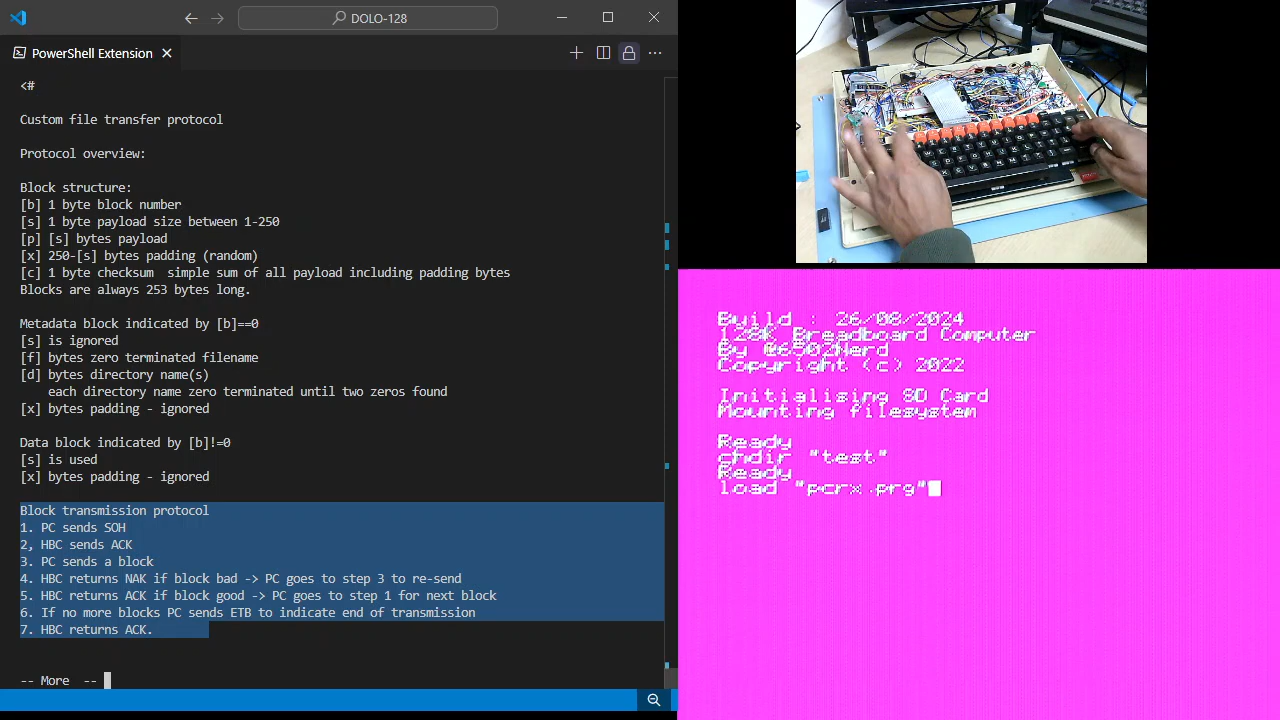 DOLO-128
PowerShell Extension
<#
Custom file transfer protocol
Protocol overview:
Block structure:
[b] 1 byte block number
[s] 1 byte payload size between 1-250
[p] [s] bytes payload
[x] 250-[s] bytes padding (random)
[c] 1 byte checksum  simple sum of all payload including padding bytes
Blocks are always 253 bytes long.
Metadata block indicated by [b]==0
[s] is ignored
[f] bytes zero terminated filename
[d] bytes directory name(s)
each directory name zero terminated until two zeros found
[x] bytes padding - ignored
Data block indicated by [b]!=0
[s] is used
[x] bytes padding - ignored
Block transmission protocol
1. PC sends SOH
2, HBC sends ACK
3. PC sends a block
4. HBC returns NAK if block bad -> PC goes to step 3 to re-send
5. HBC returns ACK if block good -> PC goes to step 1 for next block
6. If no more blocks PC sends ETB to indicate end of transmission
7. HBC returns ACK.
-- More  --
Build : 26/08/2024
128K Breadboard Computer
By @6502Nerd
Copyright (c) 2022
Initialising SD Card
Mounting filesystem
Ready
chdir "test"
Ready
load "pcrx.prg"